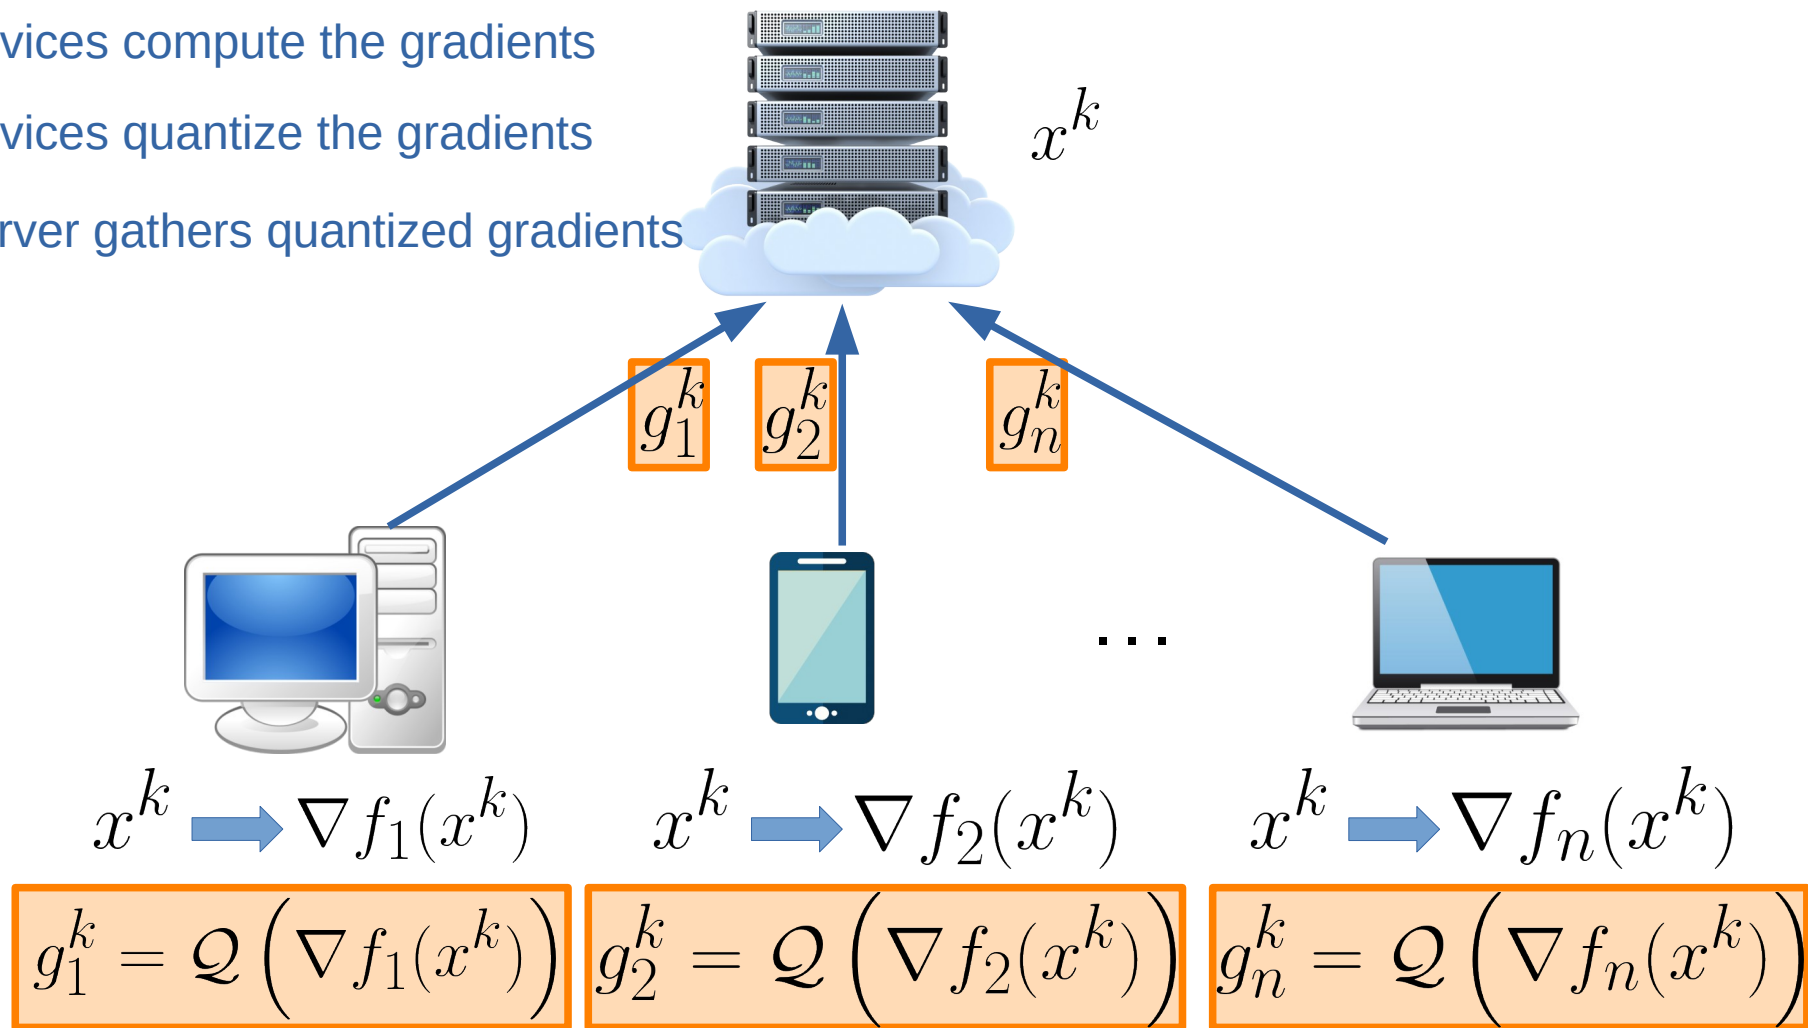 vices compute the gradients
vices quantize the gradients
rver gathers quantized gradients
x^k
g_1^k g_2^k g_n^k
...
x^k ∇f_1(x^k) x^k ∇f_2(x^k) x^k ∇f_n(x^k)
g_1^k = Q(∇f_1(x^k)) g_2^k = Q(∇f_2(x^k)) g_n^k = Q(∇f_n(x^k))